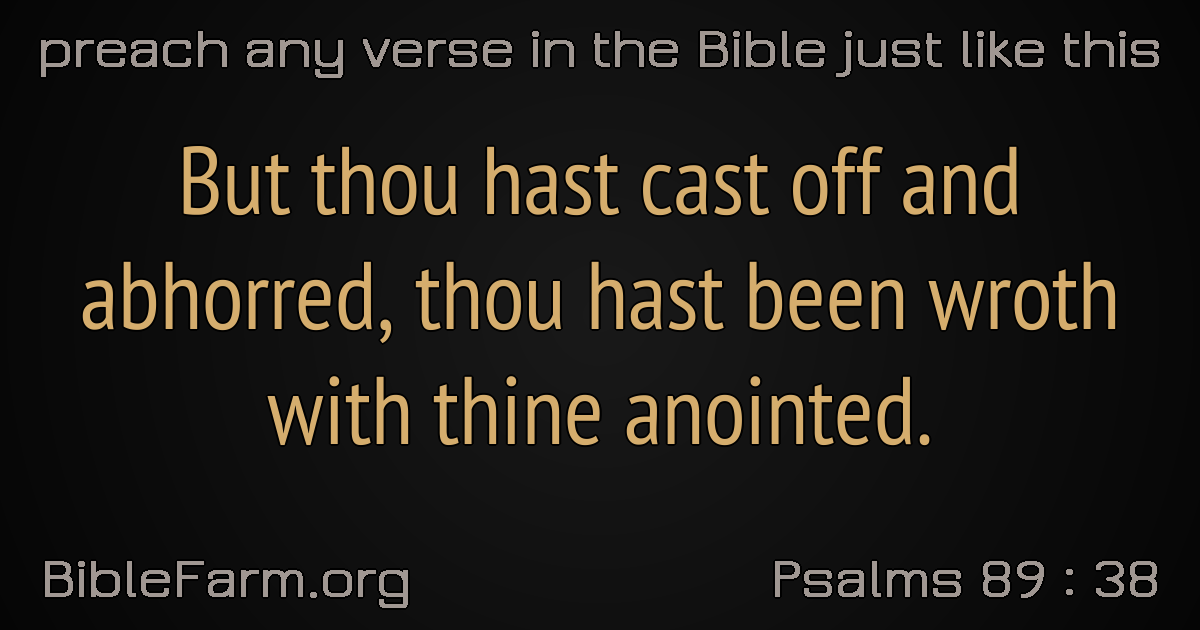 preach any verse in the Bible just like this
But thou hast cast off and
abhorred, thou hast been wroth
with thine anointed.
BibleFarm.org
Psalms 89 : 38